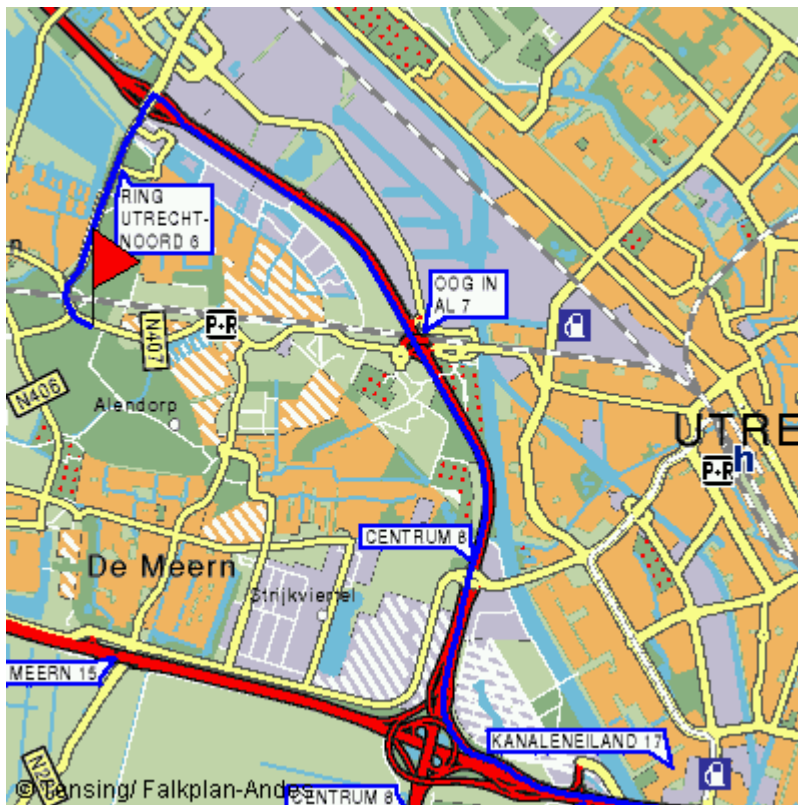 RING
UTRECHT-
NOORD 6
OOG IN
AL 7
N407
P+R
N406
Alendorp
UTRE
P+R
h
CENTRUM 8
De Meern
Strijkviertel
MEERN 15
KANALENEILAND 17
© Tensing/ Falkplan-Andes
CENTRUM 8